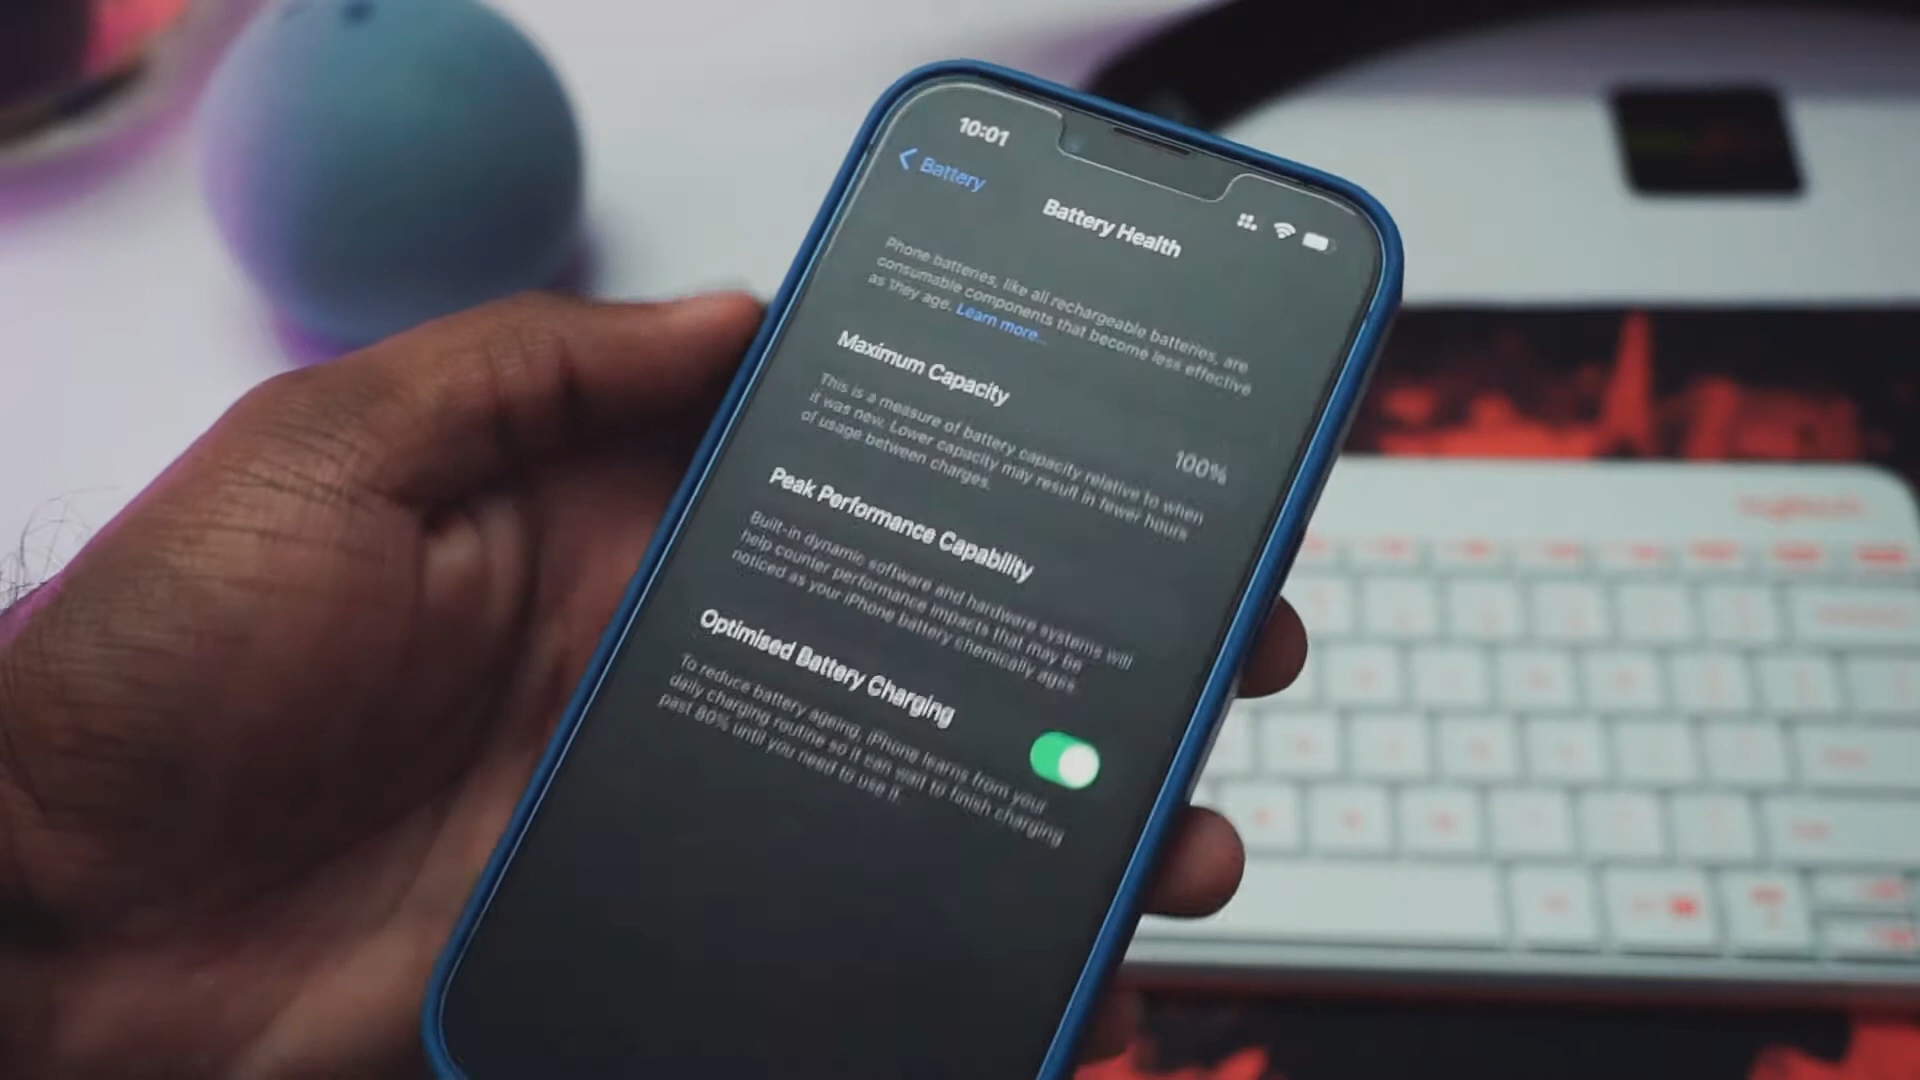 10:01
Battery
Battery Health
Phone batteries, like all rechargeable batteries, are
consumable components that become less effective
as they age. Learn more...
Maximum Capacity
100%
This is a measure of battery capacity relative to when
it was new. Lower capacity may result in fewer hours
of usage between charges.
Peak Performance Capability
Built-in dynamic software and hardware systems will
help counter performance impacts that may be
noticed as your iPhone battery chemically ages.
Optimised Battery Charging
To reduce battery ageing, iPhone learns from your
daily charging routine so it can wait to finish charging
past 80% until you need to use it.
logitech